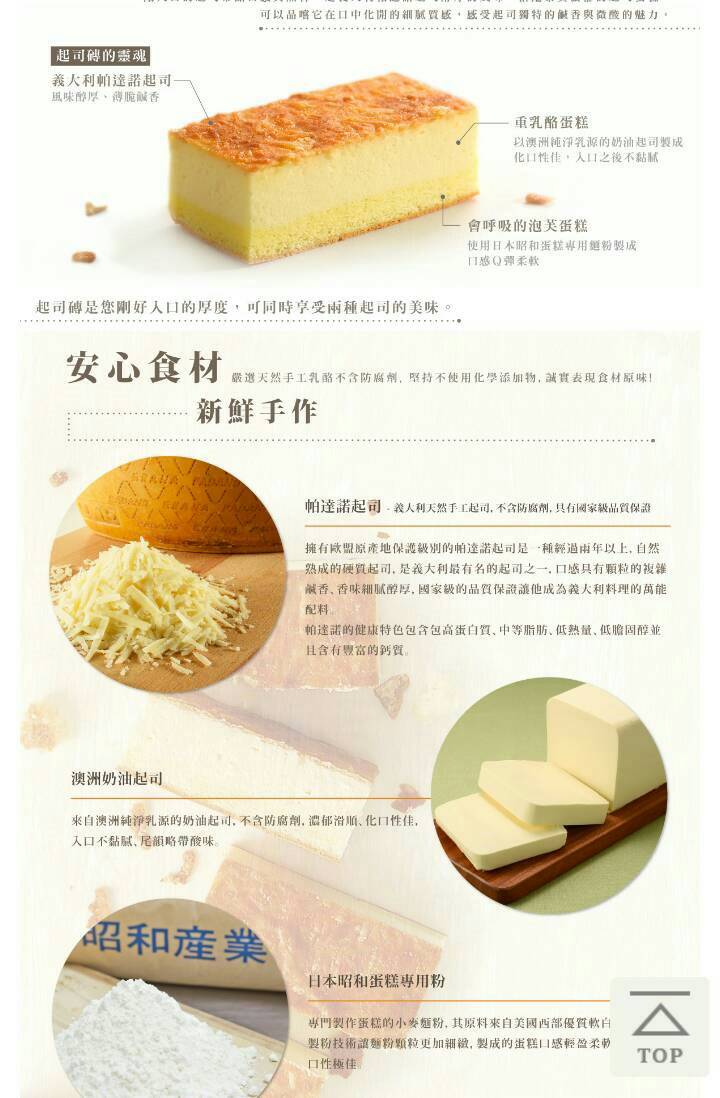 可以品嚐它在口中化開的細膩質感，感受起司獨特的鹹香與微酸的魅力。
起司磚的靈魂
義大利帕達諾起司
風味醇厚、薄脆鹹香
重乳酪蛋糕
以澳洲純淨乳源的奶油起司製成
化口性佳，入口之後不黏膩
會呼吸的泡芙蛋糕
使用日本昭和蛋糕專用麵粉製成
口感Q彈柔軟
起司磚是您剛好入口的厚度，可同時享受兩種起司的美味。
安心食材 嚴選天然手工乳酪不含防腐劑, 堅持不使用化學添加物, 誠實表現食材原味!
新鮮手作
帕達諾起司 - 義大利天然手工起司, 不含防腐劑, 具有國家級品質保證
擁有歐盟原產地保護級別的帕達諾起司是一種經過兩年以上, 自然
熟成的硬質起司, 是義大利最有名的起司之一, 口感具有顆粒的複雜
鹹香、香味細膩醇厚, 國家級的品質保證讓他成為義大利料理的萬能
配料。
帕達諾的健康特色包含包高蛋白質、中等脂肪、低熱量、低膽固醇並
且含有豐富的鈣質。
澳洲奶油起司
來自澳洲純淨乳源的奶油起司, 不含防腐劑, 濃郁滑順、化口性佳,
入口不黏膩、尾韻略帶酸味。
昭和産業
日本昭和蛋糕專用粉
專門製作蛋糕的小麥麵粉, 其原料來自美國西部優質軟白
製粉技術讓麵粉顆粒更加細緻, 製成的蛋糕口感輕盈柔軟
口性極佳。
TOP